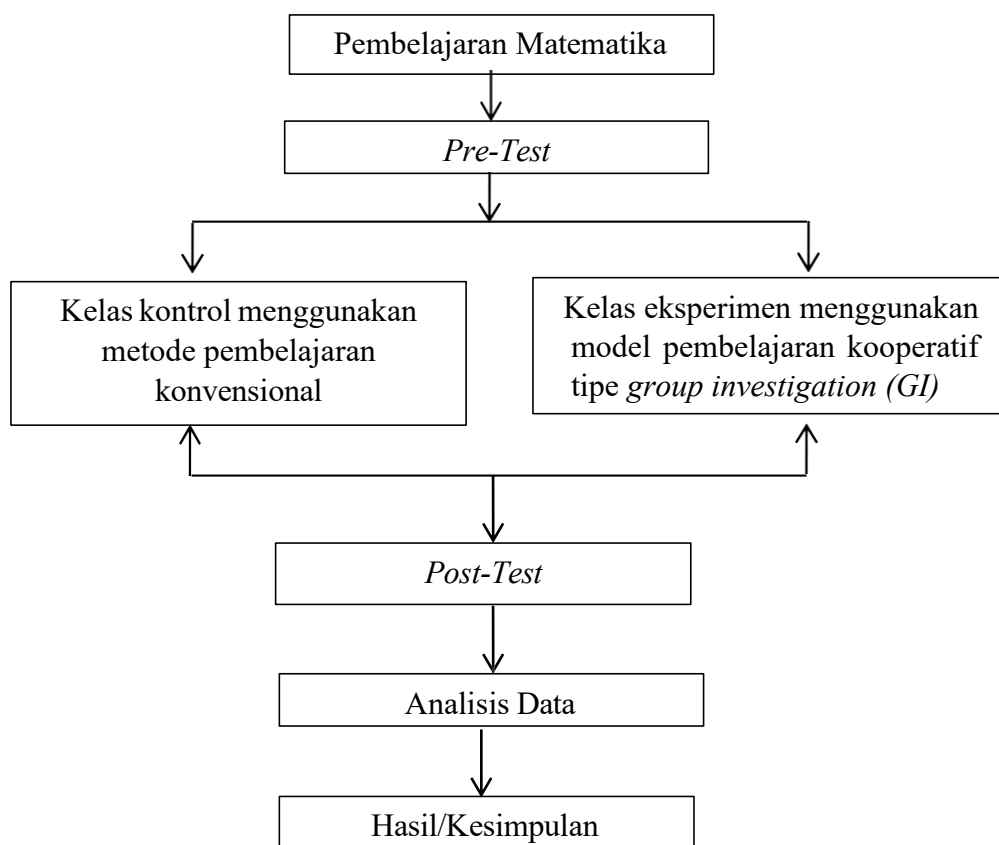 Pembelajaran Matematika
Pre-Test
Kelas kontrol menggunakan
metode pembelajaran
konvensional
Kelas eksperimen menggunakan
model pembelajaran kooperatif
tipe group investigation (GI)
Post-Test
Analisis Data
Hasil/Kesimpulan